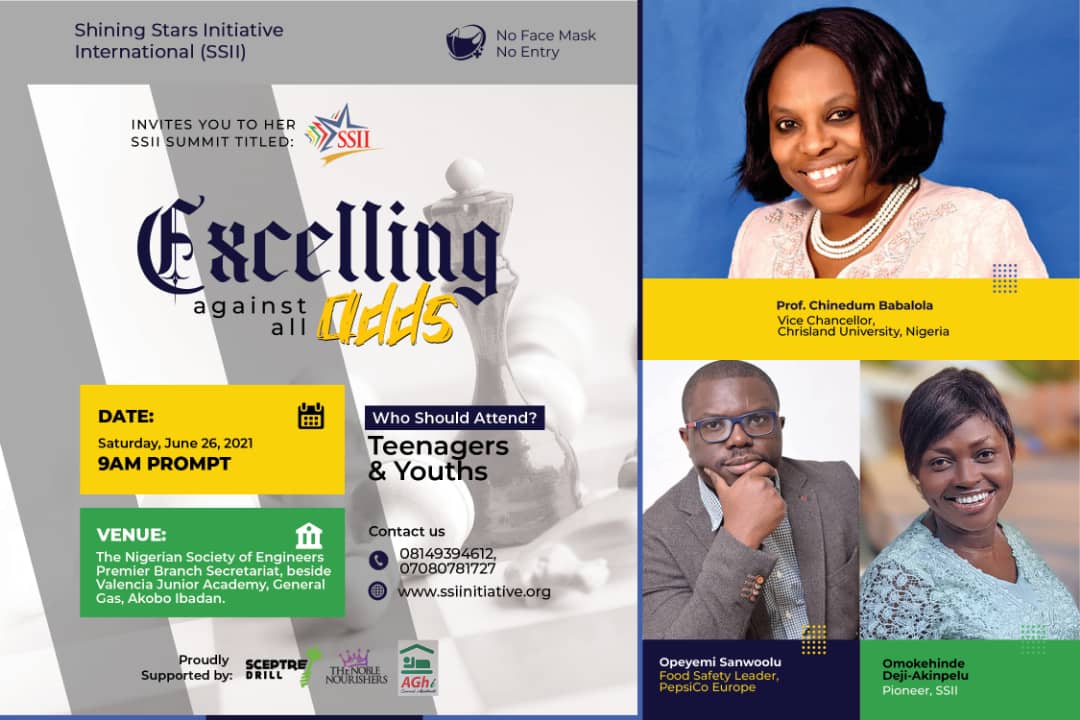 Shining Stars Initiative
International (SSII)
No Face Mask
No Entry
INVITES YOU TO HER
SSII SUMMIT TITLED:
SSII
Excelling
against
all odds
DATE:
Saturday, June 26, 2021
9AM PROMPT
Who Should Attend?
Teenagers
& Youths
VENUE:
The Nigerian Society of Engineers
Premier Branch Secretariat, beside
Valencia Junior Academy, General
Gas, Akobo Ibadan.
Contact us
08149394612,
07080781727
www.ssiinitiative.org
Proudly
Supported by:
SCEPTRE
DRILL
THE NOBLE
NOURISHERS
AGhi
Prof. Chinedum Babalola
Vice Chancellor,
Chrisland University, Nigeria
Opeyemi Sanwoolu
Food Safety Leader,
PepsiCo Europe
Omokehinde
Deji-Akinpelu
Pioneer, SSII